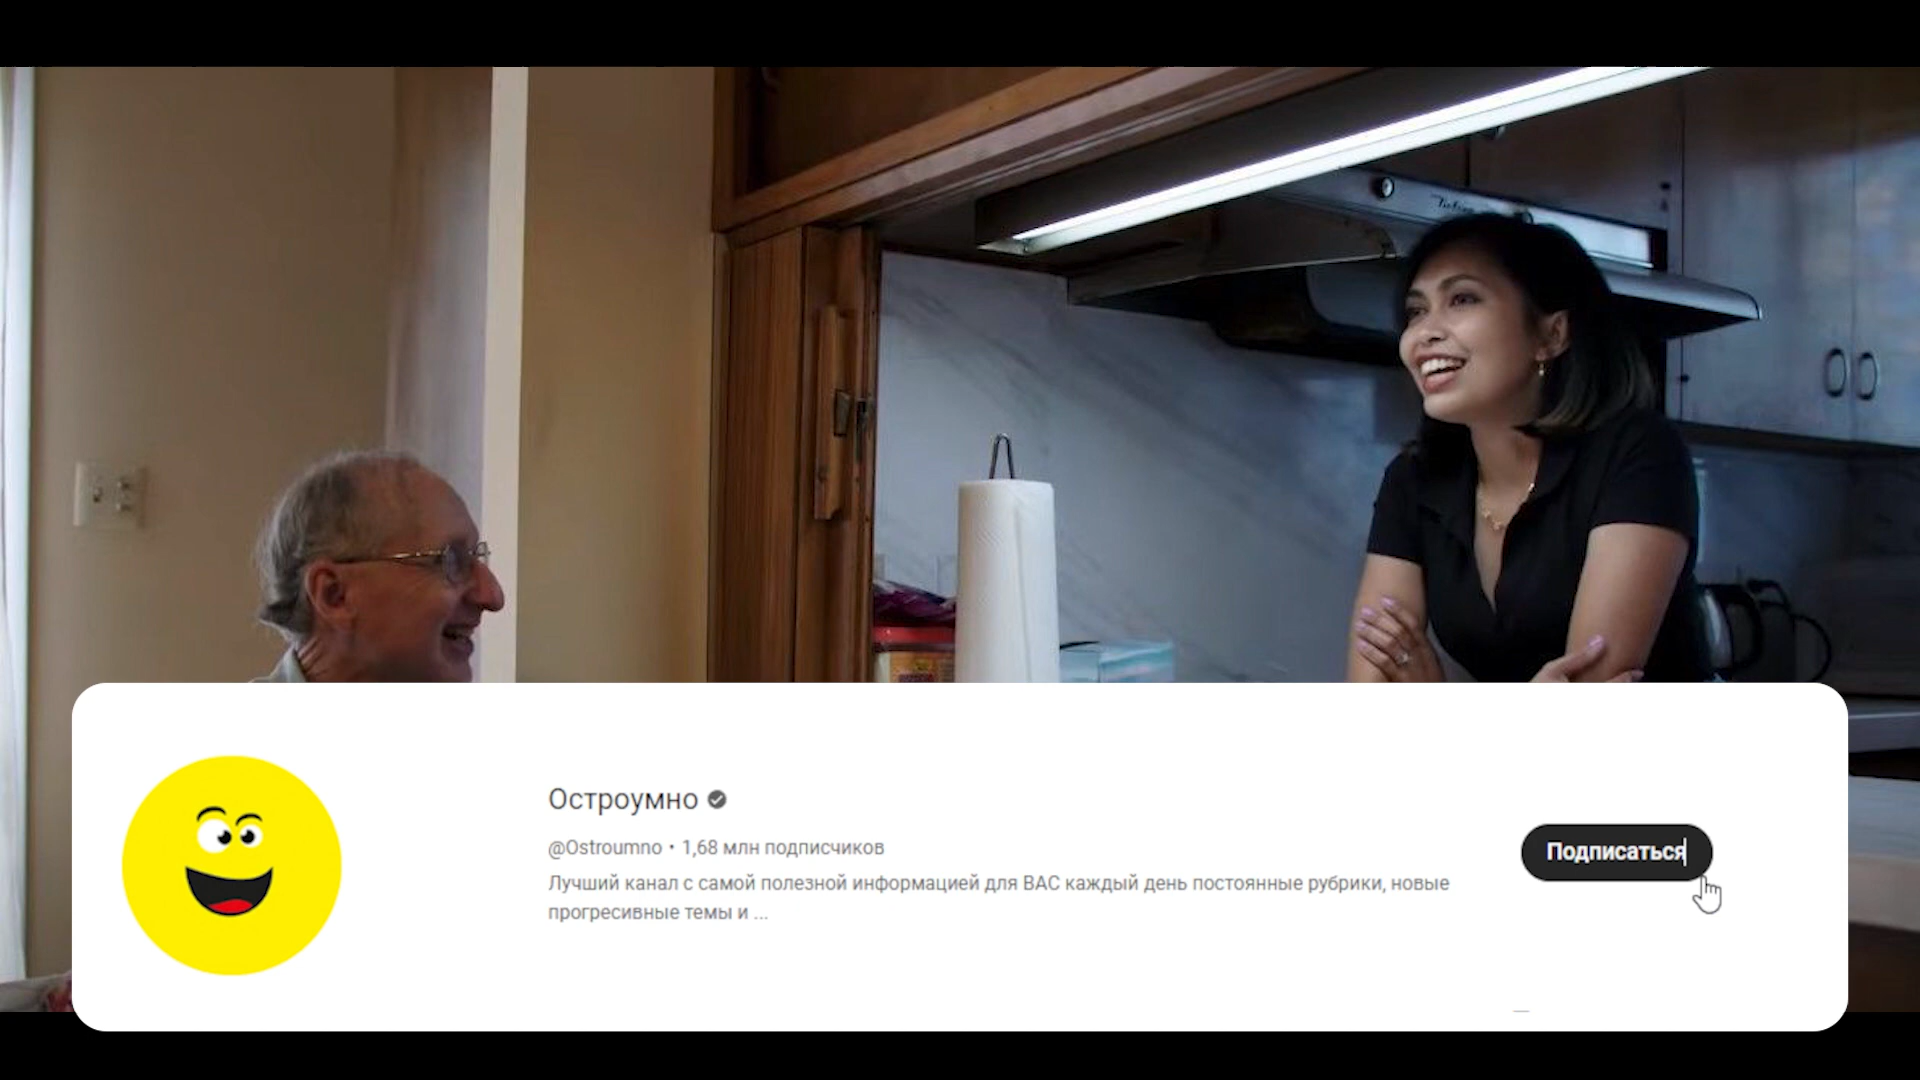 Остроумно
@Ostroumno • 1,68 млн подписчиков
Лучший канал с самой полезной информацией для ВАС каждый день постоянные рубрики, новые
прогресивные темы и ...
Подписаться